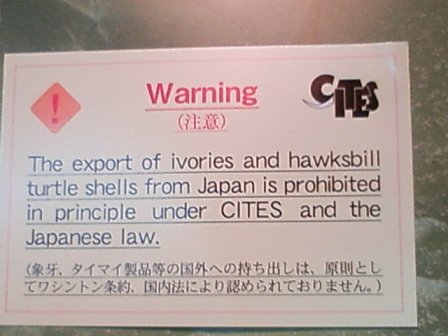 Warning
CITES
(注意)
The export of ivories and hawksbill
turtle shells from Japan is prohibited
in principle under CITES and the
Japanese law.
(象牙、タイマイ製品等の国外への持ち出しは、原則とし
てワシントン条約、国内法により認められておりません。)